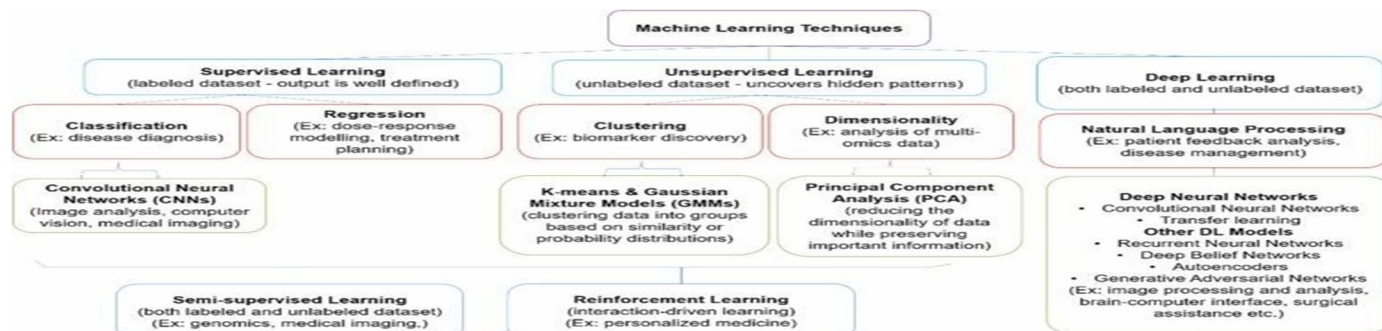 Machine Learning Techniques
Supervised Learning
(labeled dataset - output is well defined)
Unsupervised Learning
(unlabeled dataset - uncovers hidden patterns)
Deep Learning
(both labeled and unlabeled dataset)
Classification
(Ex: disease diagnosis)
Regression
(Ex: dose-response
modelling, treatment
planning)
Clustering
(Ex: biomarker discovery)
Dimensionality
(Ex: analysis of multi-
omics data)
Natural Language Processing
(Ex: patient feedback analysis,
disease management)
Convolutional Neural
Networks (CNNs)
(Image analysis, computer
vision, medical imaging)
K-means & Gaussian
Mixture Models (GMMs)
(clustering data into groups
based on similarity or
probability distributions)
Principal Component
Analysis (PCA)
(reducing the
dimensionality of data
while preserving
important information)
Deep Neural Networks
• Convolutional Neural Networks
• Transfer learning
Other DL Models
• Recurrent Neural Networks
• Deep Belief Networks
• Autoencoders
• Generative Adversarial Networks
(Ex: image processing and analysis,
brain-computer interface, surgical
assistance etc.)
Semi-supervised Learning
(both labeled and unlabeled dataset)
(Ex: genomics, medical imaging,)
Reinforcement Learning
(interaction-driven learning)
(Ex: personalized medicine)